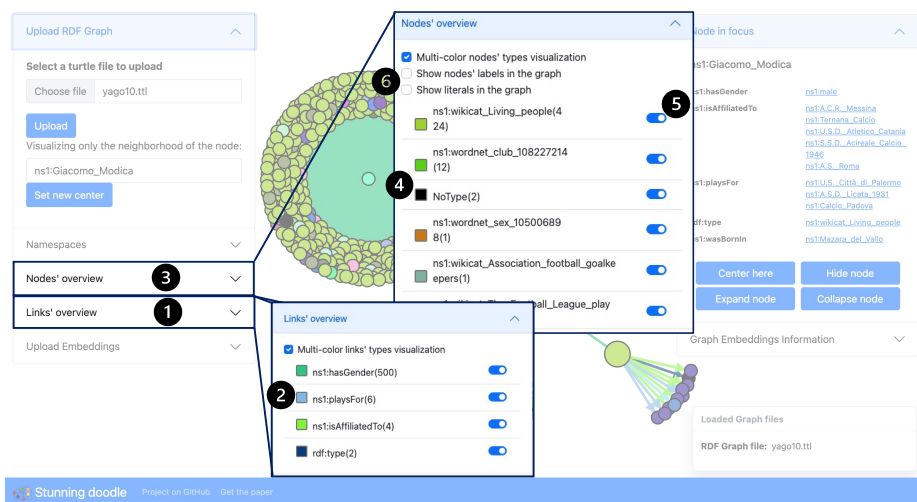 Upload RDF Graph
Select a turtle file to upload
Choose file yago10.ttl
Upload
Visualizing only the neighborhood of the node:
ns1:Giacomo_Modica
Set new center
Namespaces
Nodes' overview 3
Links' overview 1
Upload Embeddings
Nodes' overview
Multi-color nodes' types visualization
6 Show nodes' labels in the graph
Show literals in the graph
5
ns1:wikicat_Living_people(4
24)
ns1:wordnet_club_108227214
(12)
4 NoType(2)
ns1:wordnet_sex_10500689
8(1)
ns1:wikicat_Association_football_goalke
epers(1)
Football_League_play
Links' overview
Multi-color links' types visualization
ns1:hasGender(500)
2 ns1:playsFor(6)
ns1:isAffiliatedTo(4)
rdf:type(2)
Node in focus
ns1:Giacomo_Modica
ns1:hasGender ns1:male
ns1:isAffiliatedTo ns1:A.C.R._Messina
ns1:Ternana_Calcio
ns1:U.S.D._Atletico_Catania
ns1:S.S.D._Acireale_Calcio_
1946
ns1:A.S._Roma
ns1:playsFor ns1:U.S._Città_di_Palermo
ns1:A.S.D._Licata_1931
ns1:Calcio_Padova
rdf:type ns1:wikicat_Living_people
ns1:wasBornIn ns1:Mazara_del_Vallo
Center here Hide node
Expand node Collapse node
Graph Embeddings Information
Loaded Graph files
RDF Graph file: yago10.ttl
Stunning doodle Project on GitHub Get the paper